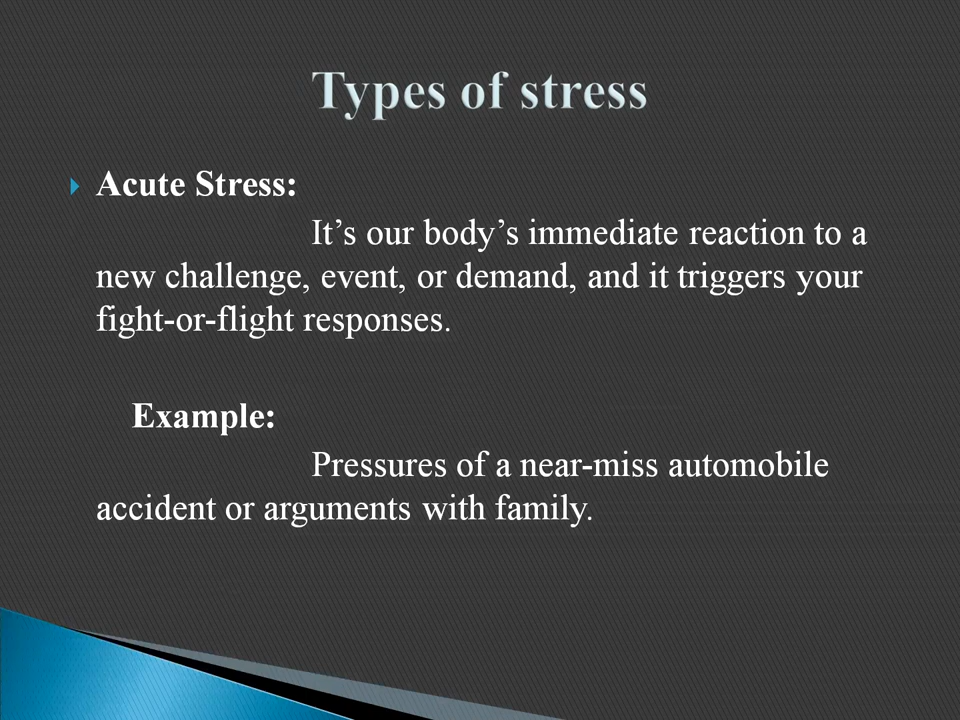 Types of stress
Acute Stress:
It’s our body’s immediate reaction to a
new challenge, event, or demand, and it triggers your
fight-or-flight responses.
Example:
Pressures of a near-miss automobile
accident or arguments with family.